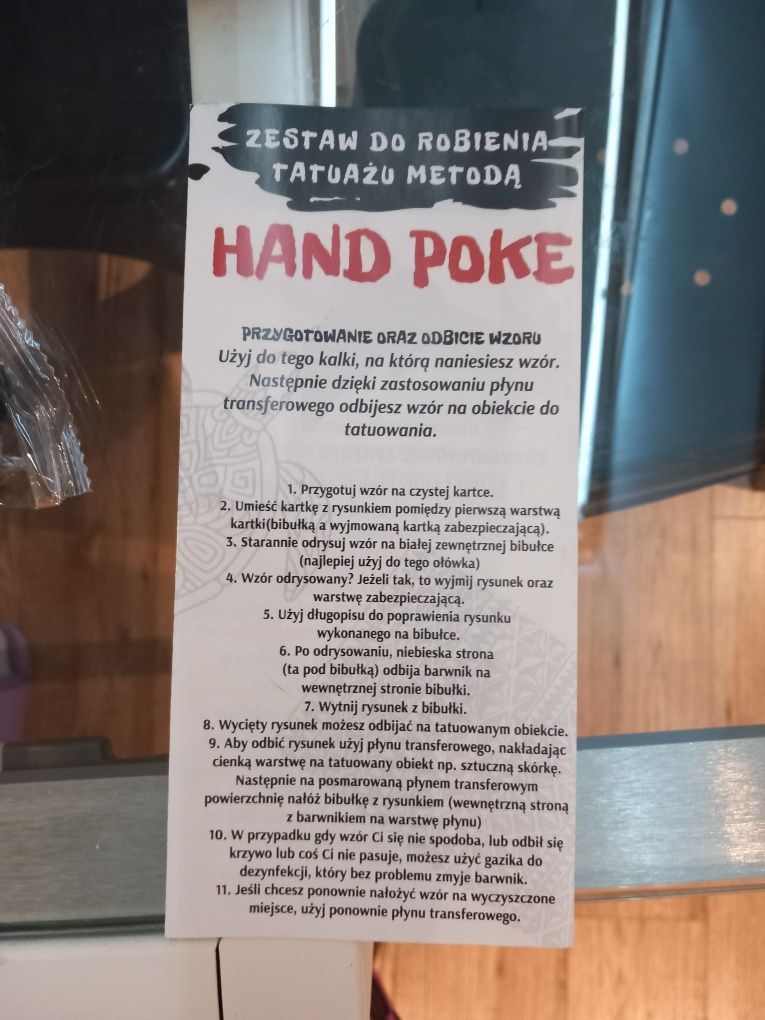 ZESTAW DO ROBIENIA
TATUAŻU METODĄ
HAND POKE
PRZYGOTOWANIE ORAZ ODBICIE WZORU
Użyj do tego kalki, na którą naniesiesz wzór.
Następnie dzięki zastosowaniu płynu
transferowego odbijesz wzór na obiekcie do
tatuowania.
1. Przygotuj wzór na czystej kartce.
2. Umieść kartkę z rysunkiem pomiędzy pierwszą warstwą
kartki(bibułką a wyjmowaną kartką zabezpieczającą).
3. Starannie odrysuj wzór na białej zewnętrznej bibułce
(najlepiej użyj do tego ołówka)
4. Wzór odrysowany? Jeżeli tak, to wyjmij rysunek oraz
warstwę zabezpieczającą.
5. Użyj długopisu do poprawienia rysunku
wykonanego na bibułce.
6. Po odrysowaniu, niebieska strona
(ta pod bibułką) odbija barwnik na
wewnętrznej stronie bibułki.
7. Wytnij rysunek z bibułki.
8. Wycięty rysunek możesz odbijać na tatuowanym obiekcie.
9. Aby odbić rysunek użyj płynu transferowego, nakładając
cienką warstwę na tatuowany obiekt np. sztuczną skórkę.
Następnie na posmarowaną płynem transferowym
powierzchnię nałóż bibułkę z rysunkiem (wewnętrzną stroną
z barwnikiem na warstwę płynu)
10. W przypadku gdy wzór Ci się nie spodoba, lub odbił się
krzywo lub coś Ci nie pasuje, możesz użyć gazika do
dezynfekcji, który bez problemu zmyje barwnik.
11. Jeśli chcesz ponownie nałożyć wzór na wyczyszczone
miejsce, użyj ponownie płynu transferowego.